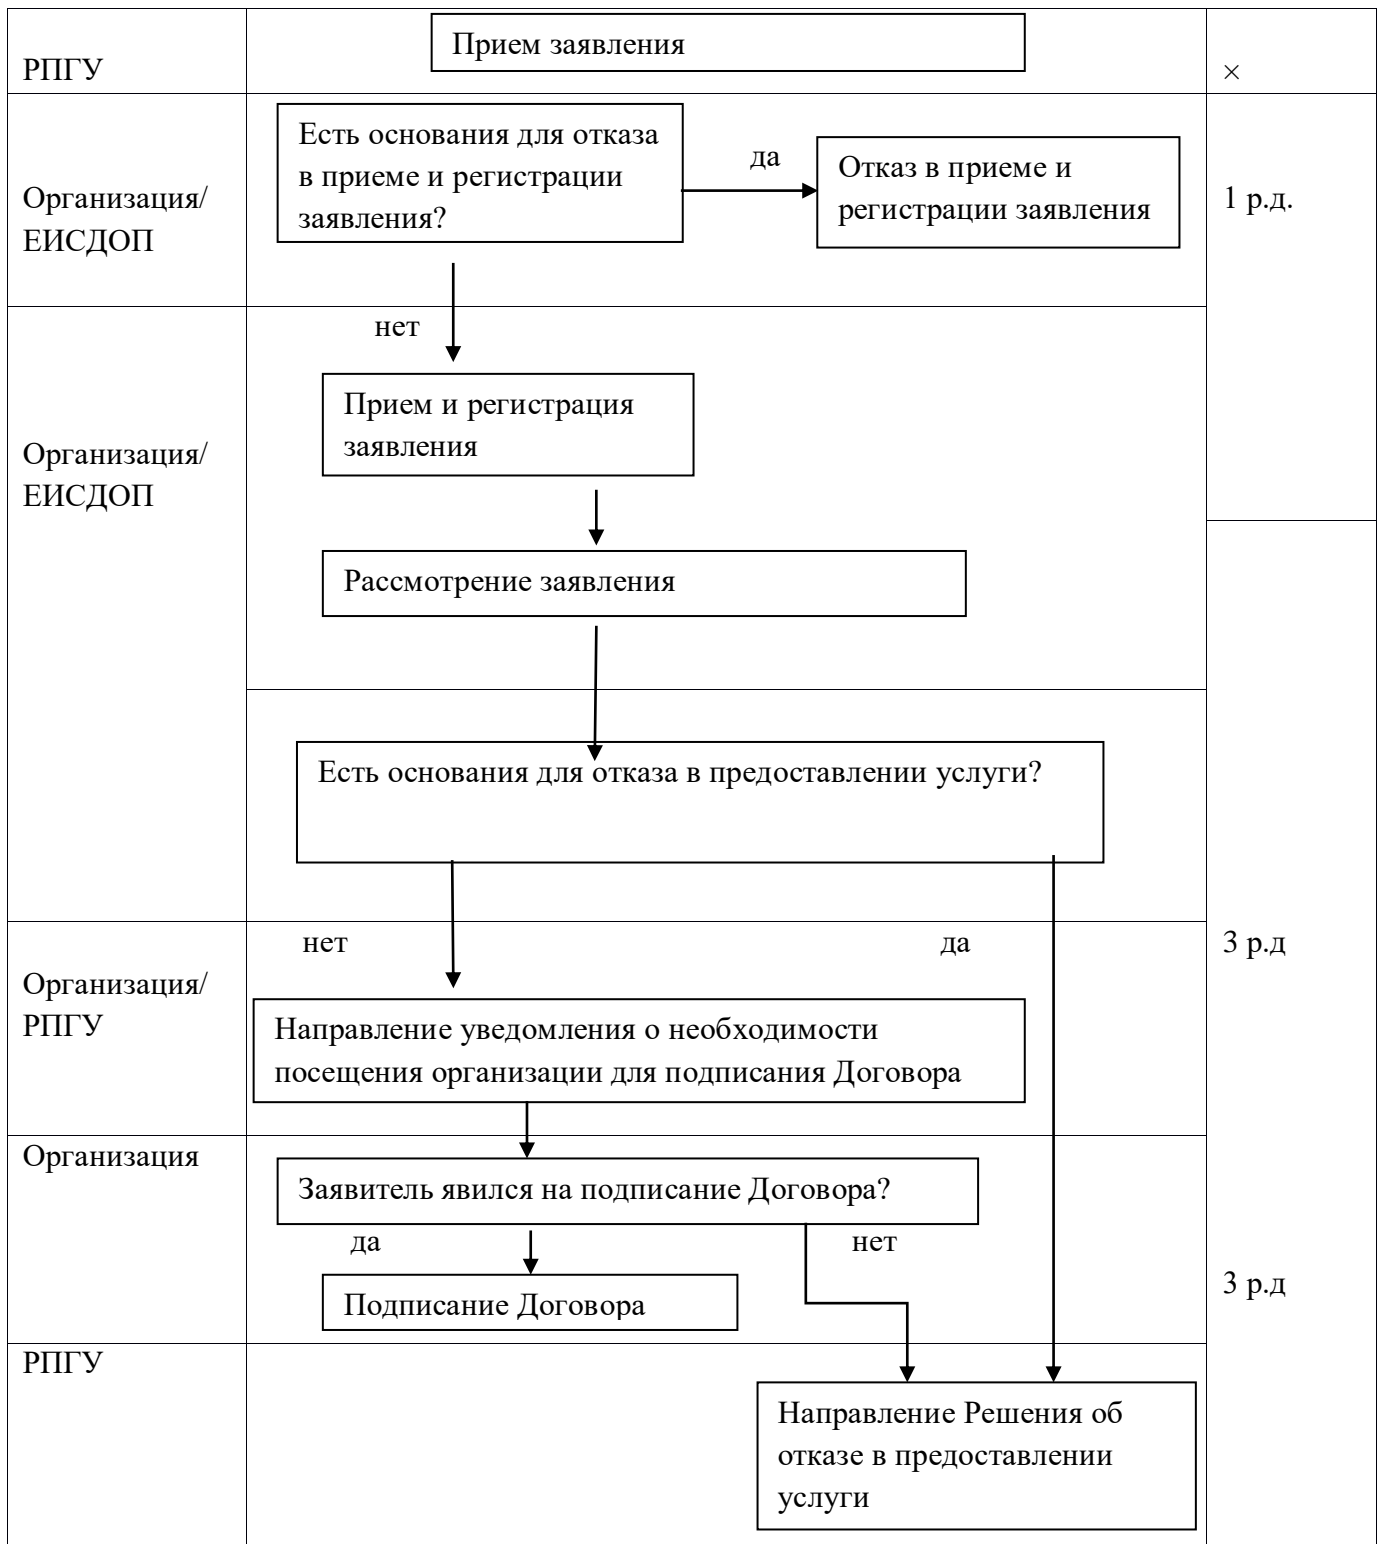 Прием заявления
РПГУ
×
Есть основания для отказа
в приеме и регистрации
заявления?
да
Отказ в приеме и
регистрации заявления
Организация/
ЕИСДОП
1 р.д.
нет
Прием и регистрация
заявления
Организация/
ЕИСДОП
Рассмотрение заявления
Есть основания для отказа в предоставлении услуги?
нет
да
3 р.д
Организация/
РПГУ
Направление уведомления о необходимости
посещения организации для подписания Договора
Организация
Заявитель явился на подписание Договора?
да
нет
Подписание Договора
3 р.д
РПГУ
Направление Решения об
отказе в предоставлении
услуги